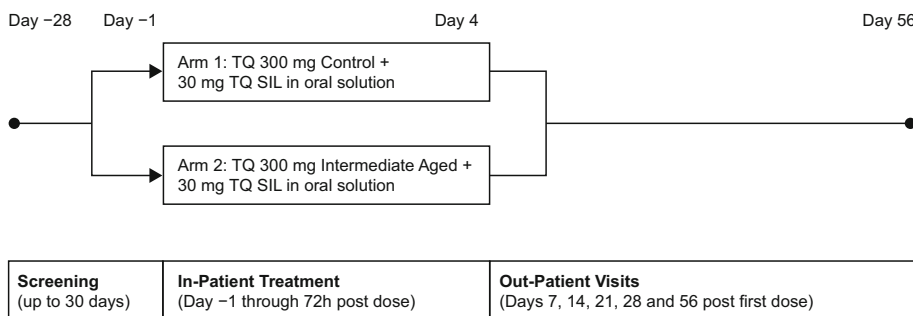 Day −28
Day −1
Day 4
Day 56
Arm 1: TQ 300 mg Control +
30 mg TQ SIL in oral solution
Arm 2: TQ 300 mg Intermediate Aged +
30 mg TQ SIL in oral solution
Screening
(up to 30 days)
In-Patient Treatment
(Day −1 through 72h post dose)
Out-Patient Visits
(Days 7, 14, 21, 28 and 56 post first dose)